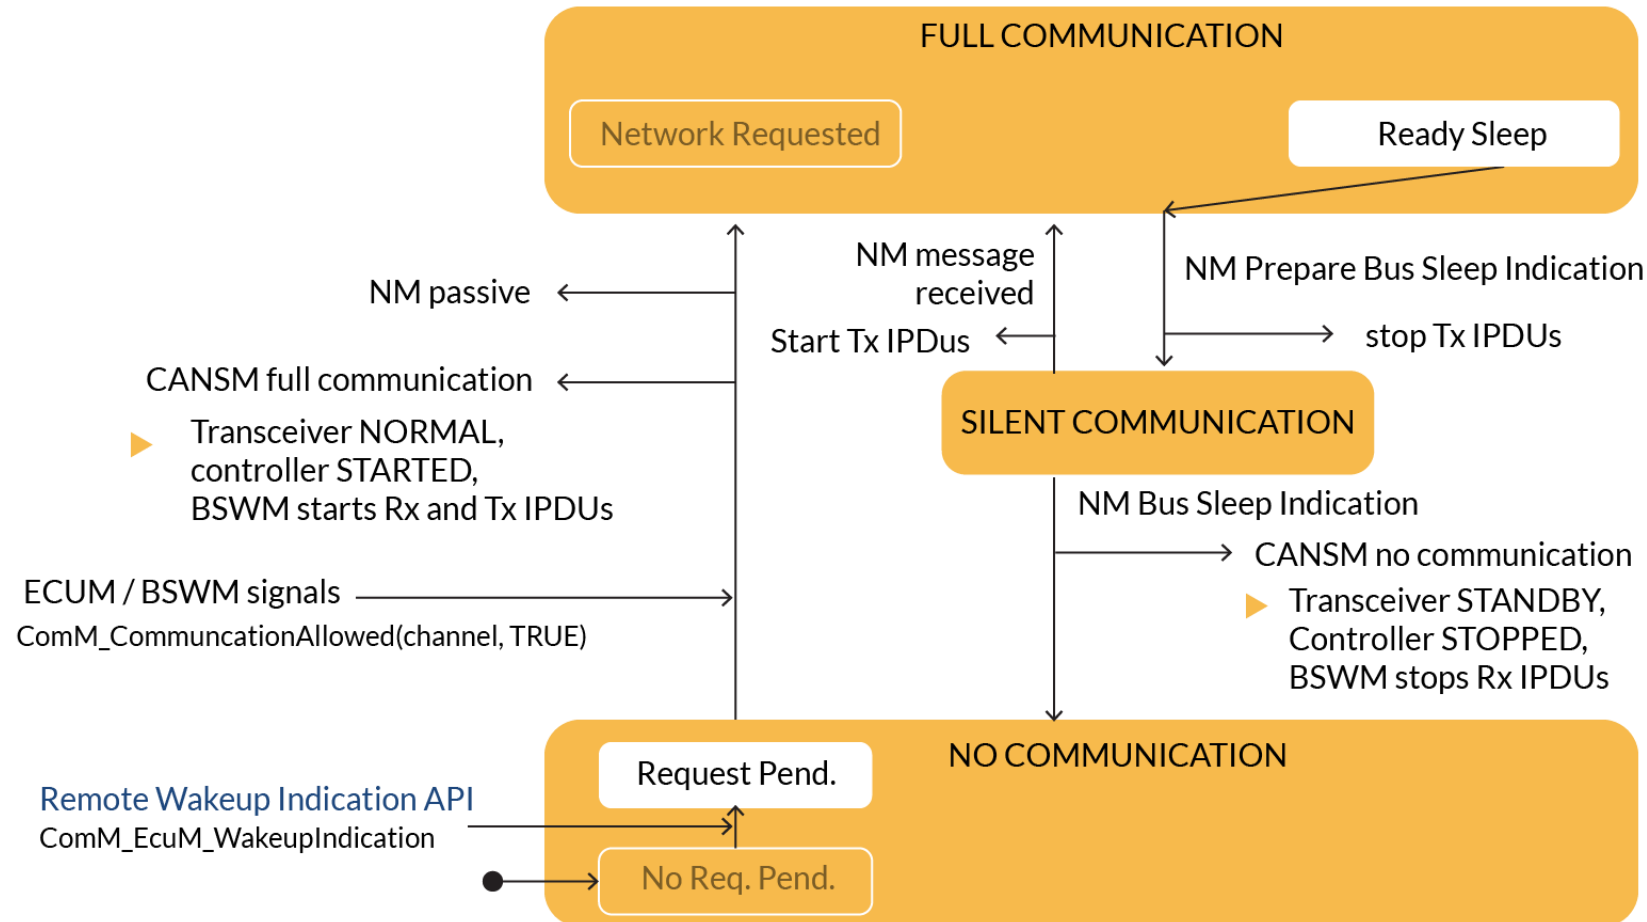 FULL COMMUNICATION
Network Requested
Ready Sleep
NM passive
NM message
received
Start Tx IPDus
NM Prepare Bus Sleep Indication
stop Tx IPDUs
CANSM full communication
Transceiver NORMAL,
controller STARTED,
BSWM starts Rx and Tx IPDUs
SILENT COMMUNICATION
NM Bus Sleep Indication
CANSM no communication
Transceiver STANDBY,
Controller STOPPED,
BSWM stops Rx IPDUs
ECUM / BSWM signals
ComM_CommuncationAllowed(channel, TRUE)
NO COMMUNICATION
Request Pend.
Remote Wakeup Indication API
ComM_EcuM_WakeupIndication
No Req. Pend.